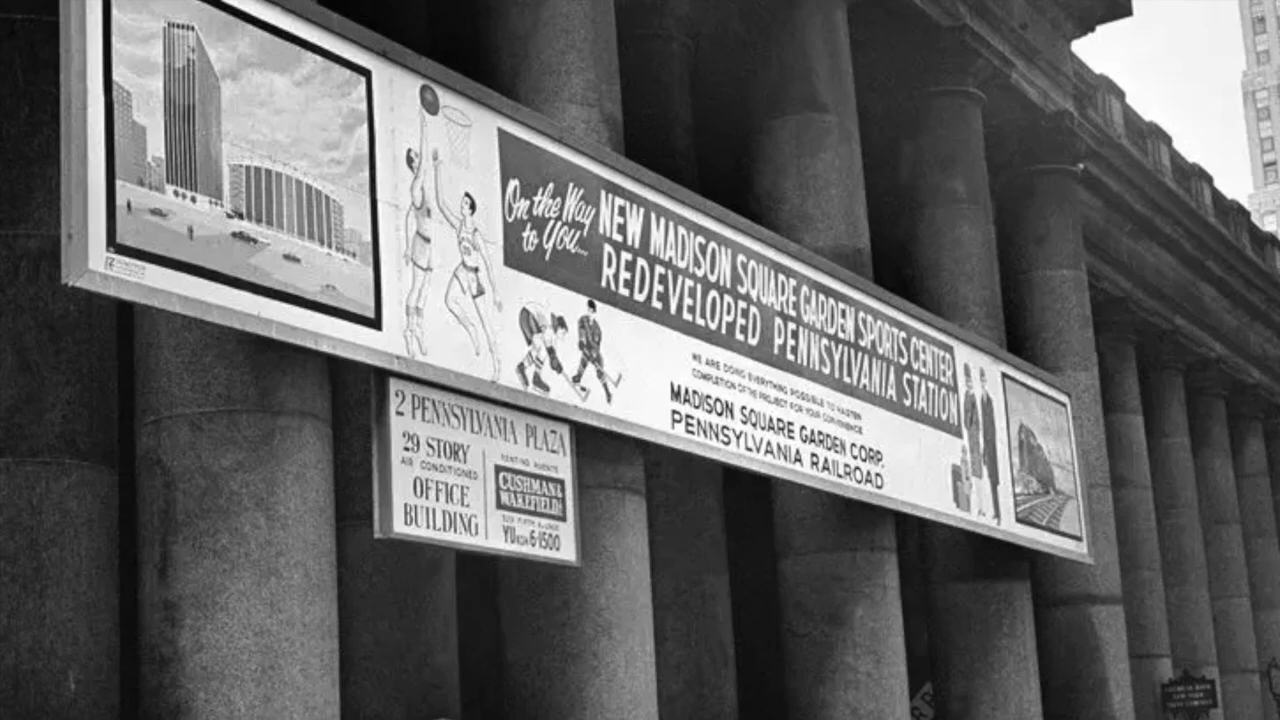 On the Way
to You...
NEW MADISON SQUARE GARDEN SPORTS CENTER
REDEVELOPED PENNSYLVANIA STATION
WE ARE DOING EVERYTHING POSSIBLE TO HASTEN
COMPLETION OF THE PROJECT FOR YOUR CONVENIENCE
MADISON SQUARE GARDEN CORP.
PENNSYLVANIA RAILROAD
2 PENNSYLVANIA PLAZA
29 STORY
AIR CONDITIONED
OFFICE
BUILDING
RENTING AGENTS
CUSHMAN &
WAKEFIELD
YU 6-1500